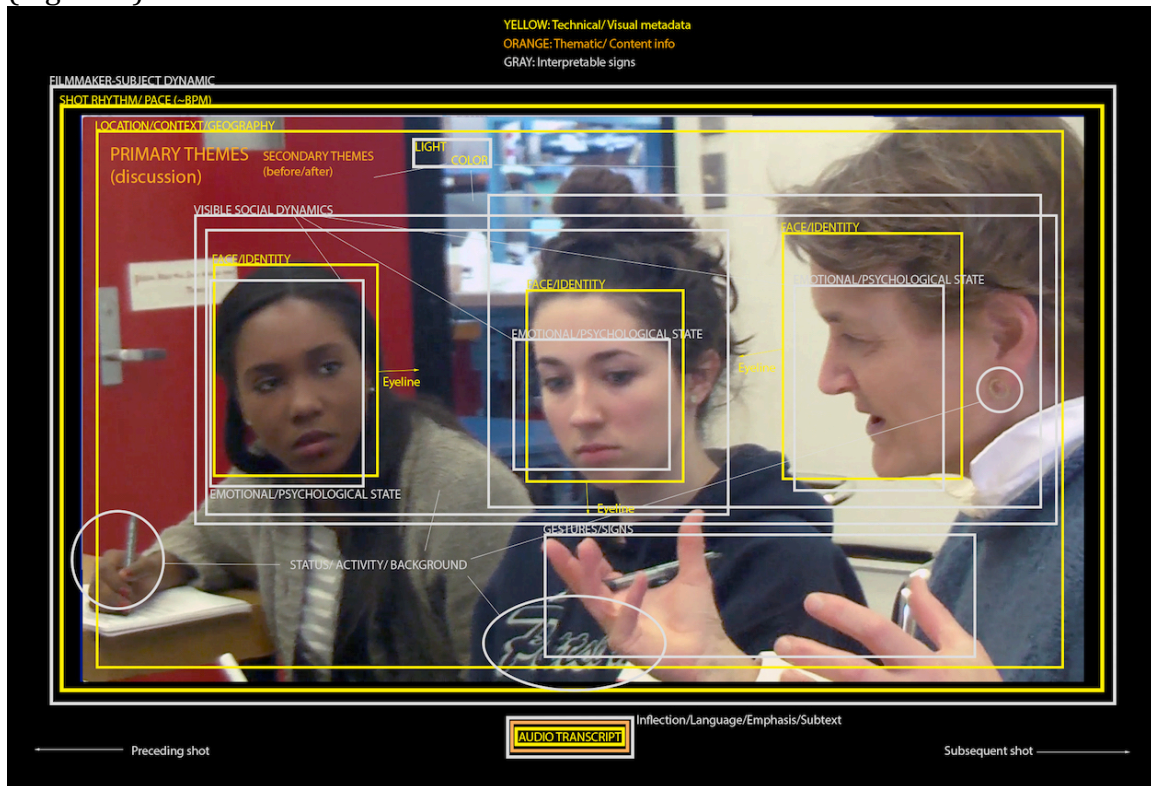 YELLOW: Technical/ Visual metadata
ORANGE: Thematic/ Content info
GRAY: Interpretable signs
FILMMAKER-SUBJECT DYNAMIC
SHOT RHYTHM/ PACE (~BPM)
LOCATION/CONTEXT/GEOGRAPHY
PRIMARY THEMES
(discussion)
SECONDARY THEMES
(before/after)
LIGHT
COLOR
VISIBLE SOCIAL DYNAMICS
FACE/IDENTITY
FACE/IDENTITY
FACE/IDENTITY
EMOTIONAL/PSYCHOLOGICAL STATE
EMOTIONAL/PSYCHOLOGICAL STATE
Eyeline
Eyeline
EMOTIONAL/PSYCHOLOGICAL STATE
Eyeline
GESTURES/SIGNS
STATUS/ ACTIVITY/ BACKGROUND
AUDIO TRANSCRIPT
Inflection/Language/Emphasis/Subtext
Preceding shot
Subsequent shot